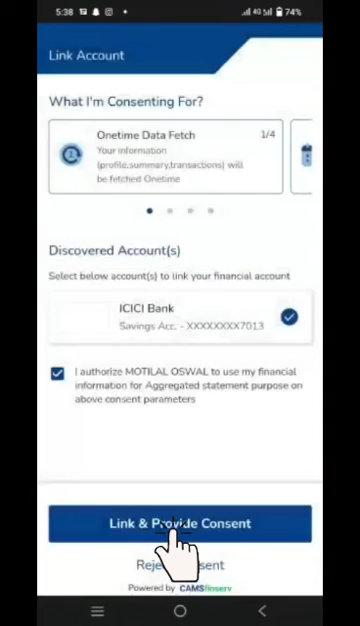 5:38
4G 74%
Link Account
What I'm Consenting For?
Onetime Data Fetch 1/4
Your information
(profile,summary,transactions) will
be fetched Onetime
Discovered Account(s)
Select below account(s) to link your financial account
ICICI Bank
Savings Acc. - XXXXXXXX7013
I authorize MOTILAL OSWAL to use my financial
information for Aggregated statement purpose on
above consent parameters
Link & Provide Consent
Powered by CAMSfinserv